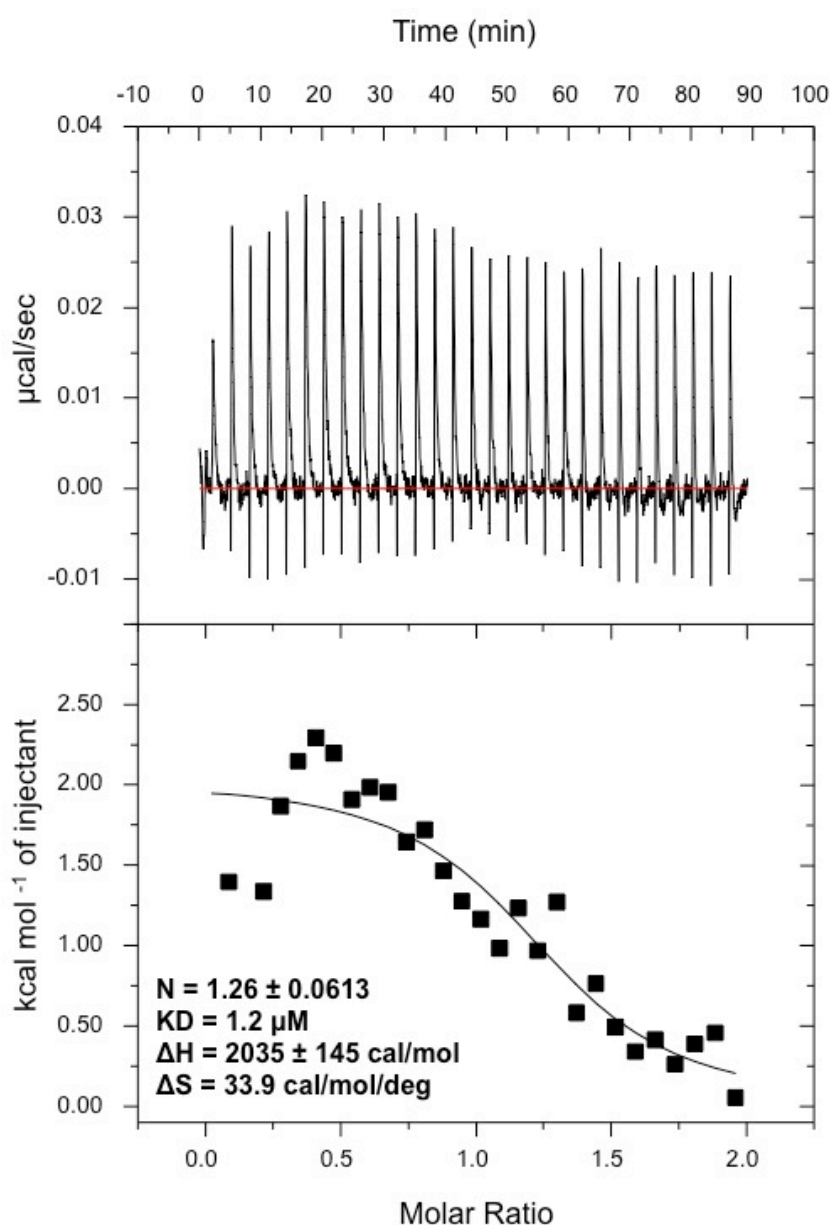 Time (min)
-10 0 10 20 30 40 50 60 70 80 90 100
0.04
0.03
0.02
0.01
0.00
-0.01
µcal/sec
2.50
2.00
1.50
1.00
0.50
0.00
kcal mol ⁻¹ of injectant
N = 1.26 ± 0.0613
KD = 1.2 µM
ΔH = 2035 ± 145 cal/mol
ΔS = 33.9 cal/mol/deg
0.0 0.5 1.0 1.5 2.0
Molar Ratio